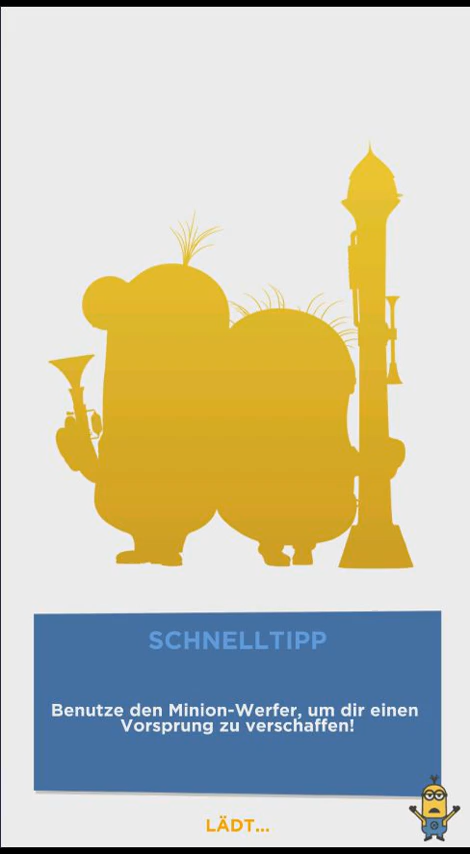 SCHNELLTIPP
Benutze den Minion-Werfer, um dir einen
Vorsprung zu verschaffen!
LÄDT...